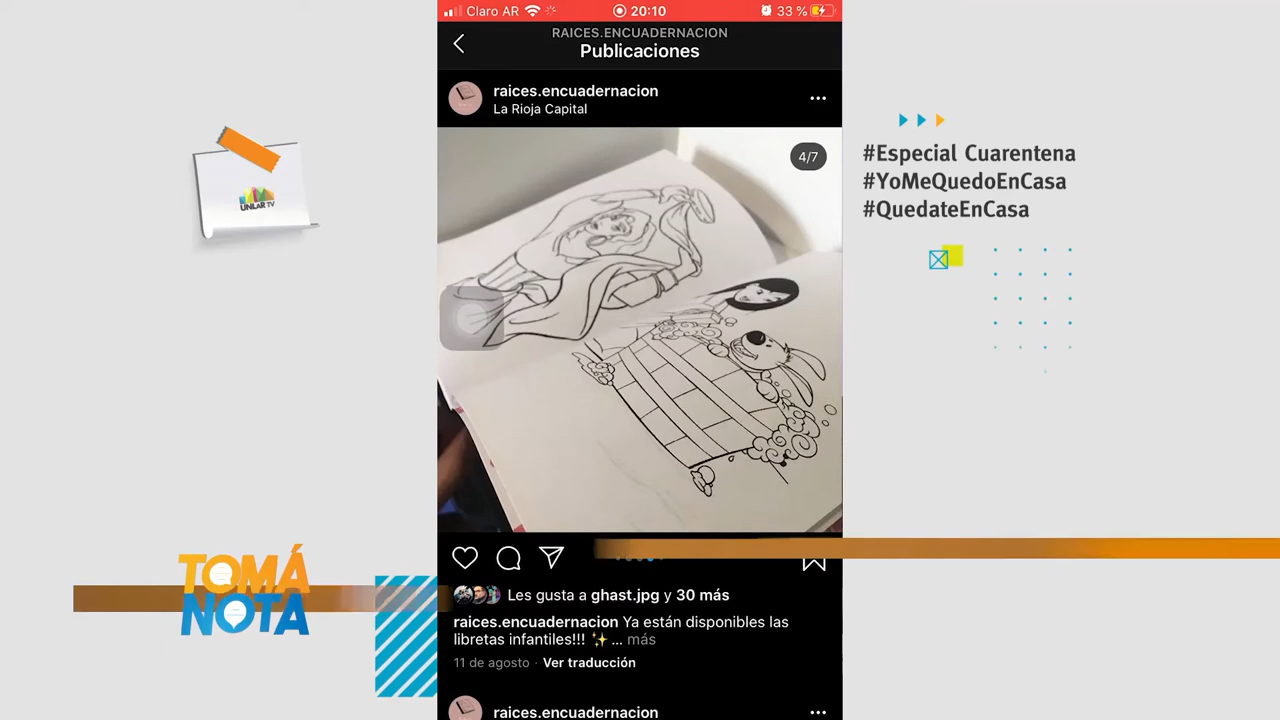 Claro AR
20:10
33 %
RAICES.ENCUADERNACION
Publicaciones
raices.encuadernacion
La Rioja Capital
4/7
#Especial Cuarentena
#YoMeQuedoEnCasa
#QuedateEnCasa
UNLAR TV
TOMÁ
NOTA
Les gusta a ghast.jpg y 30 más
raices.encuadernacion Ya están disponibles las
libretas infantiles!!! ✨ ... más
11 de agosto · Ver traducción
raices.encuadernacion